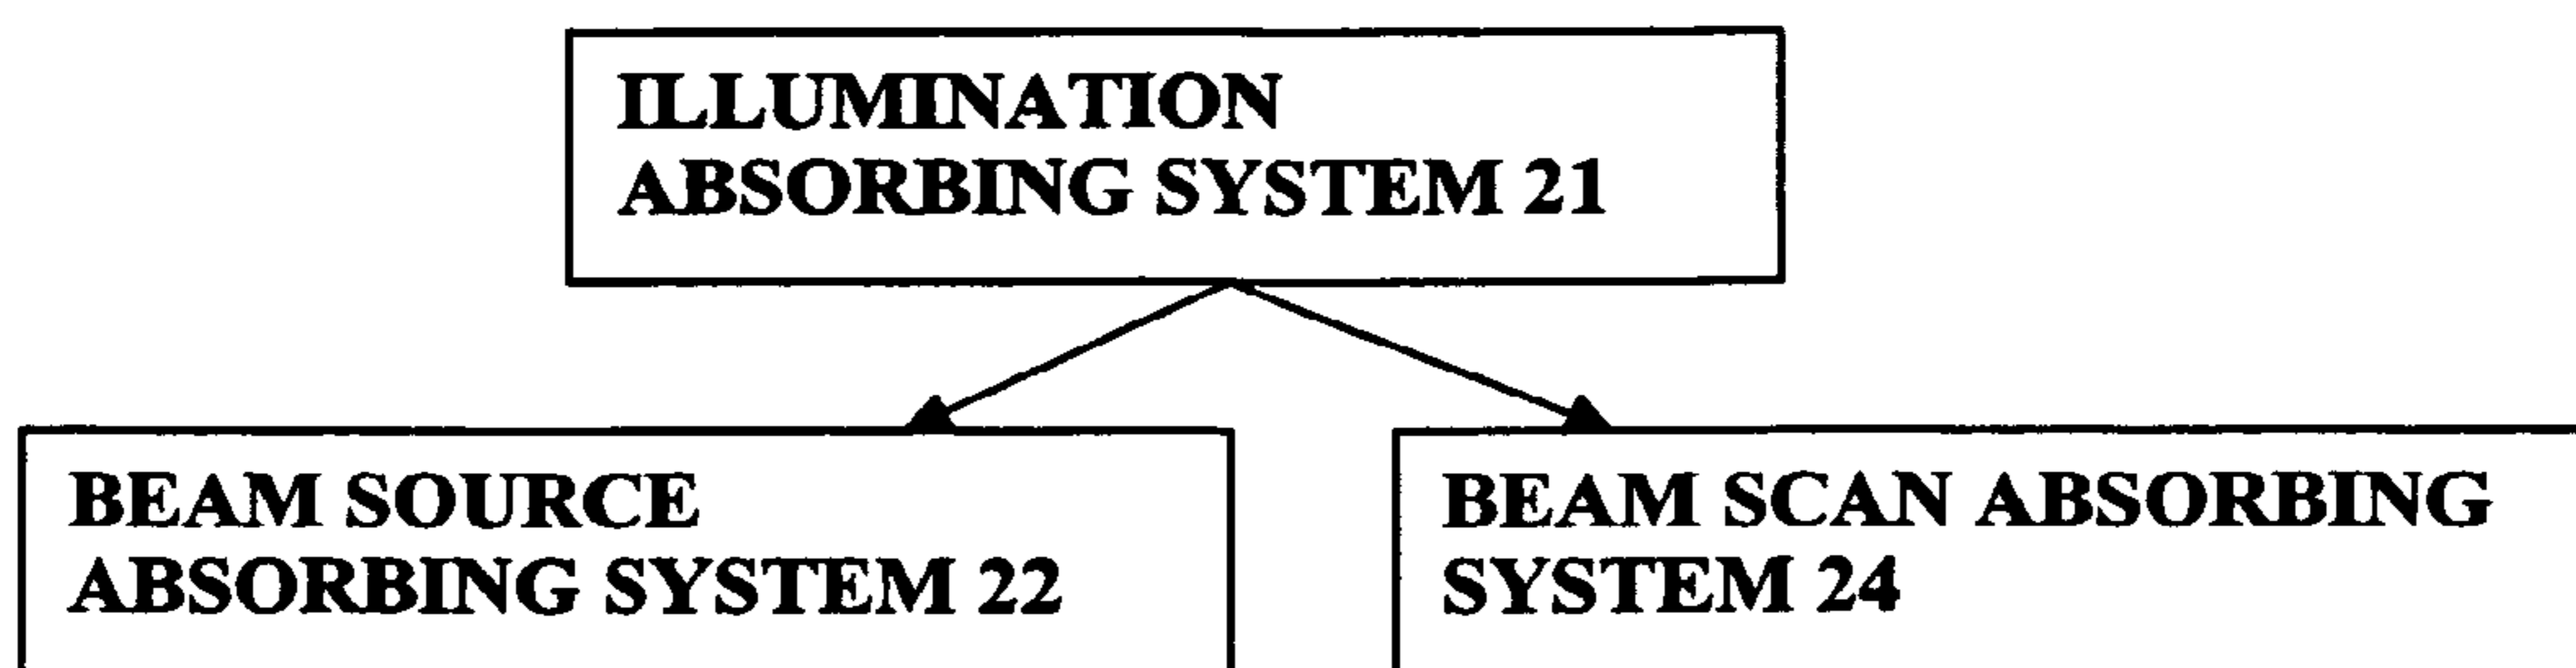 ILLUMINATION
ABSORBING SYSTEM 21
BEAM SOURCE
ABSORBING SYSTEM 22
BEAM SCAN ABSORBING
SYSTEM 24